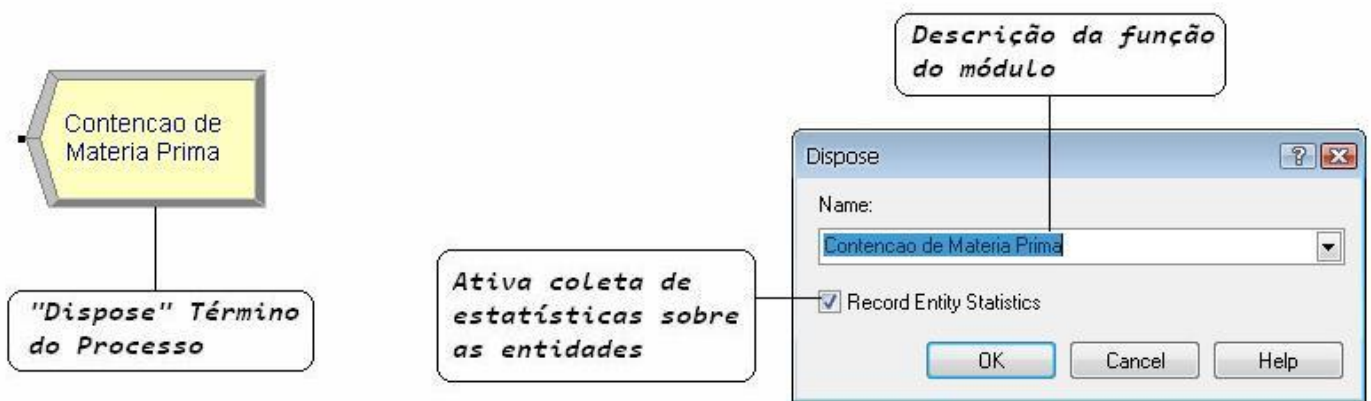 Contencao de
Materia Prima
"Dispose" Término
do Processo
Descrição da função
do módulo
Dispose
Name:
Contencao de Materia Prima
Ativa coleta de
estatísticas sobre
as entidades
Record Entity Statistics
OK
Cancel
Help